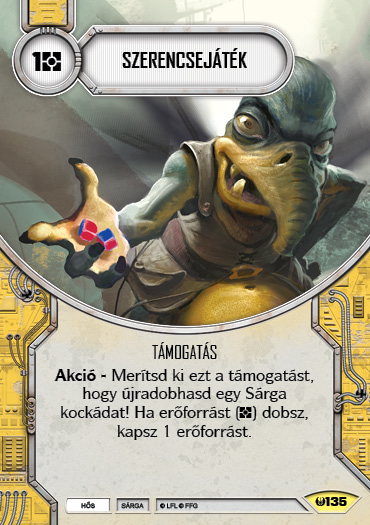 1
SZERENCSEJÁTÉK
TÁMOGATÁS
Akció - Merítsd ki ezt a támogatást,
hogy újradobhasd egy Sárga
kockádat! Ha erőforrást () dobsz,
kapsz 1 erőforrást.
HŐS SÁRGA © LFL © FFG 135